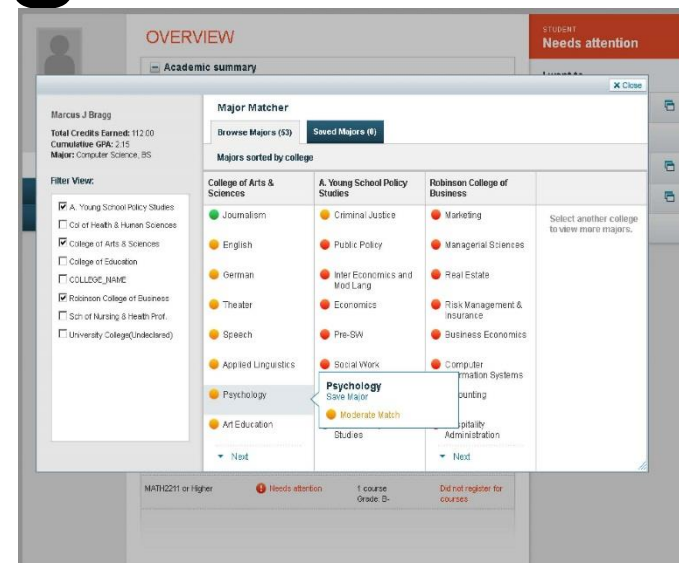 OVERVIEW
Academic summary
STUDENT
Needs attention
X Close
Marcus J Bragg
Total Credits Earned: 112.00
Cumulative GPA: 2.15
Major: Computer Science, BS
Filter View:
A. Young School Policy Studies
Col of Health & Human Sciences
College of Arts & Sciences
College of Education
COLLEGE_NAME
Robinson College of Business
Sch of Nursing & Health Prof.
University College(Undeclared)
Major Matcher
Browse Majors (53)
Saved Majors (6)
Majors sorted by college
College of Arts &
Sciences
Journalism
English
German
Theater
Speech
Applied Linguistics
Psychology
Art Education
Next
A. Young School Policy
Studies
Criminal Justice
Public Policy
Inter Economics and
Mod Lang
Economics
Pre-SW
Social Work
Studies
Robinson College of
Business
Marketing
Managerial Sciences
Real Estate
Risk Management &
Insurance
Business Economics
Computer
rmation Systems
ounting
spitality
Administration
Next
Select another college
to view more majors.
Psychology
Save Major
Moderate Match
MATH2211 or Higher
Needs attention
1 course
Grade: B-
Did not register for
courses